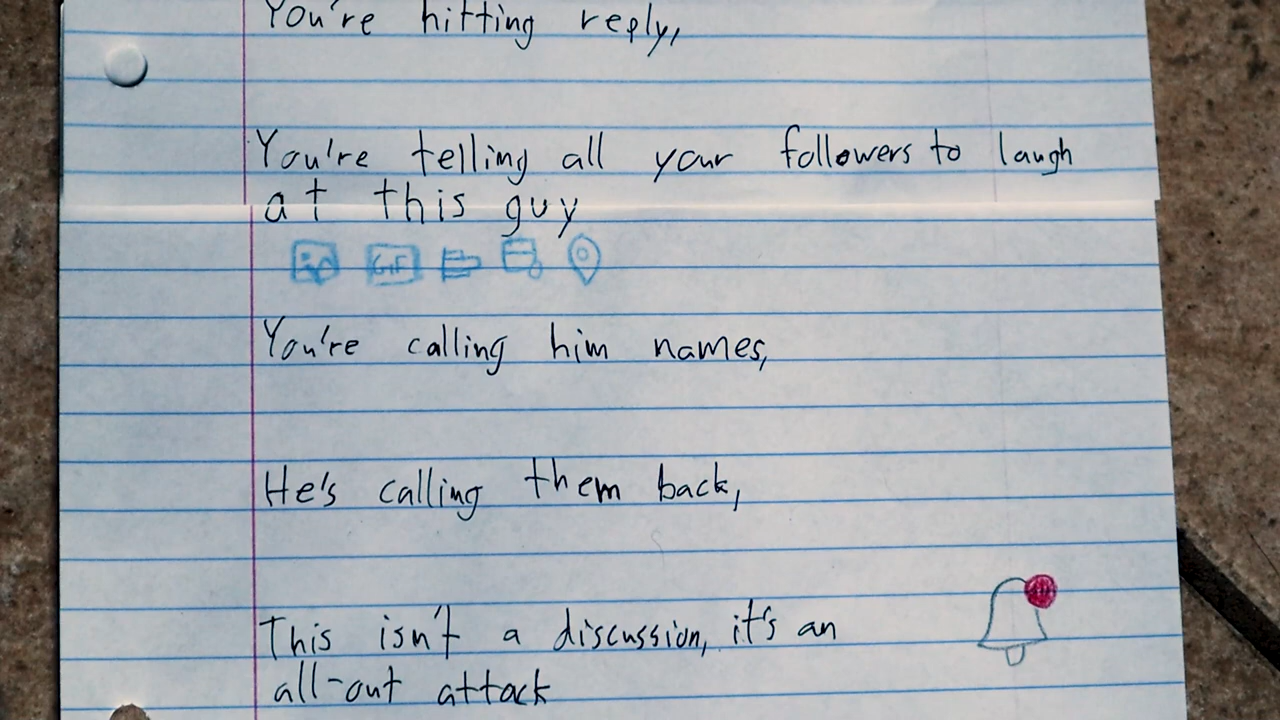 You're hitting reply,
You're telling all your followers to laugh
at this guy
GIF
You're calling him names,
He's calling them back,
This isn't a discussion, it's an
all-out attack